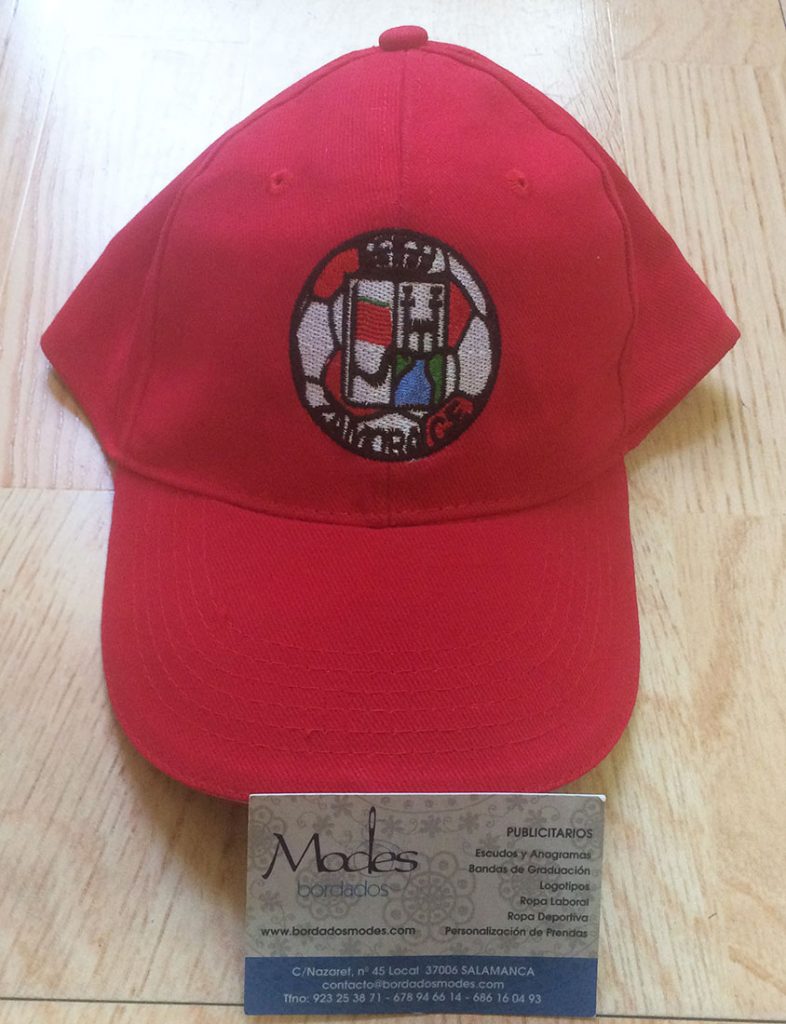 ZAMORA CF
Modes
bordados
www.bordadosmodes.com
PUBLICITARIOS
Escudos y Anagramas
Bandas de Graduación
Logotipos
Ropa Laboral
Ropa Deportiva
Personalización de Prendas
C/Nazaret, nº 45 Local 37006 SALAMANCA
contacto@bordadosmodes.com
Tfno: 923 25 38 71 - 678 94 66 14 - 686 16 04 93